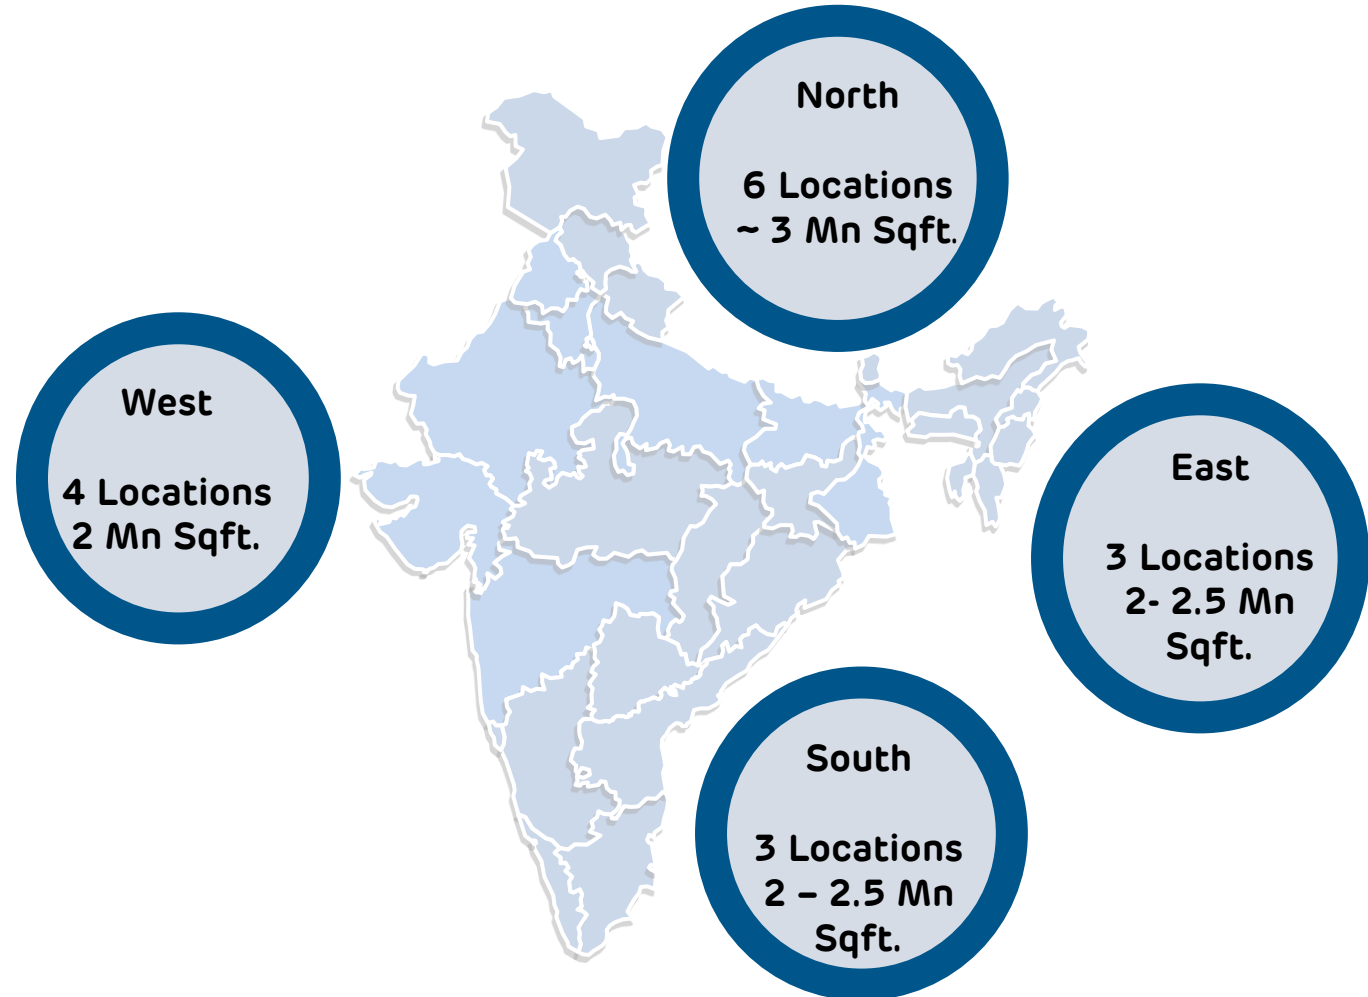 North
6 Locations
~ 3 Mn Sqft.
West
4 Locations
2 Mn Sqft.
East
3 Locations
2- 2.5 Mn
Sqft.
South
3 Locations
2 – 2.5 Mn
Sqft.